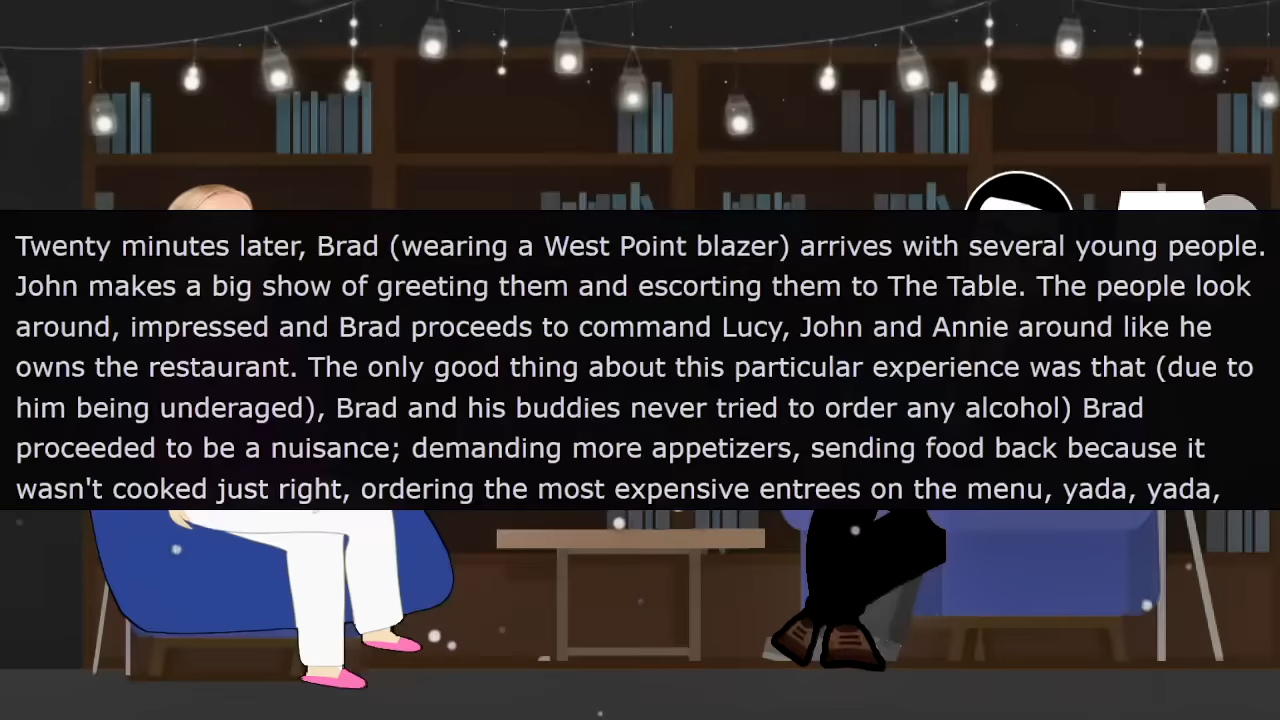 Twenty minutes later, Brad (wearing a West Point blazer) arrives with several young people.
John makes a big show of greeting them and escorting them to The Table. The people look
around, impressed and Brad proceeds to command Lucy, John and Annie around like he
owns the restaurant. The only good thing about this particular experience was that (due to
him being underaged), Brad and his buddies never tried to order any alcohol) Brad
proceeded to be a nuisance; demanding more appetizers, sending food back because it
wasn't cooked just right, ordering the most expensive entrees on the menu, yada, yada,